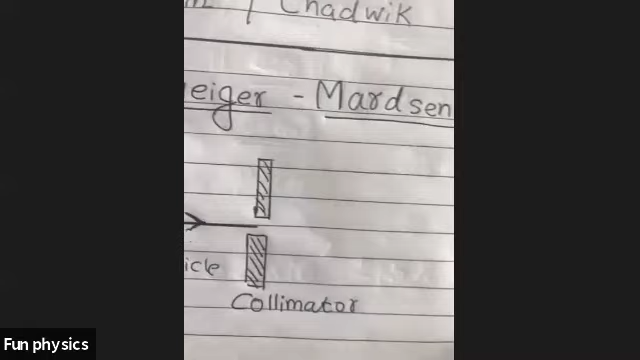 Chadwik
eiger - Mardsen
icle
Collimator
Fun physics